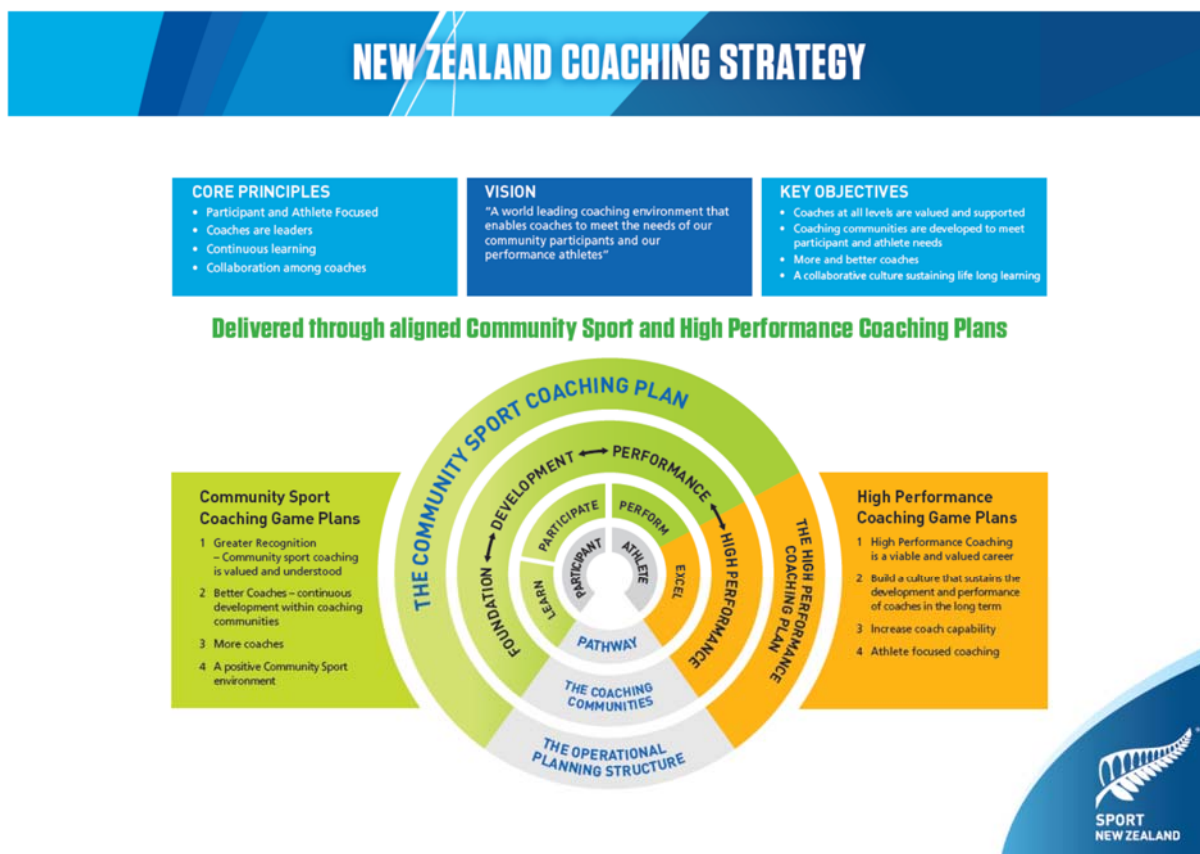 NEW ZEALAND COACHING STRATEGY
CORE PRINCIPLES
• Participant and Athlete Focused
• Coaches are leaders
• Continuous learning
• Collaboration among coaches
VISION
"A world leading coaching environment that
enables coaches to meet the needs of our
community participants and our
performance athletes"
KEY OBJECTIVES
• Coaches at all levels are valued and supported
• Coaching communities are developed to meet
participant and athlete needs
• More and better coaches
• A collaborative culture sustaining life long learning
Delivered through aligned Community Sport and High Performance Coaching Plans
Community Sport
Coaching Game Plans
1 Greater Recognition
– Community sport coaching
is valued and understood
2 Better Coaches – continuous
development within coaching
communities
3 More coaches
4 A positive Community Sport
environment
THE COMMUNITY SPORT COACHING PLAN
FOUNDATION
DEVELOPMENT
PERFORMANCE
HIGH PERFORMANCE
LEARN
PARTICIPATE
PERFORM
EXCEL
PARTICIPANT
ATHLETE
PATHWAY
THE COACHING
COMMUNITIES
THE OPERATIONAL
PLANNING STRUCTURE
THE HIGH PERFORMANCE
COACHING PLAN
High Performance
Coaching Game Plans
1 High Performance Coaching
is a viable and valued career
2 Build a culture that sustains the
development and performance
of coaches in the long term
3 Increase coach capability
4 Athlete focused coaching
SPORT
NEW ZEALAND